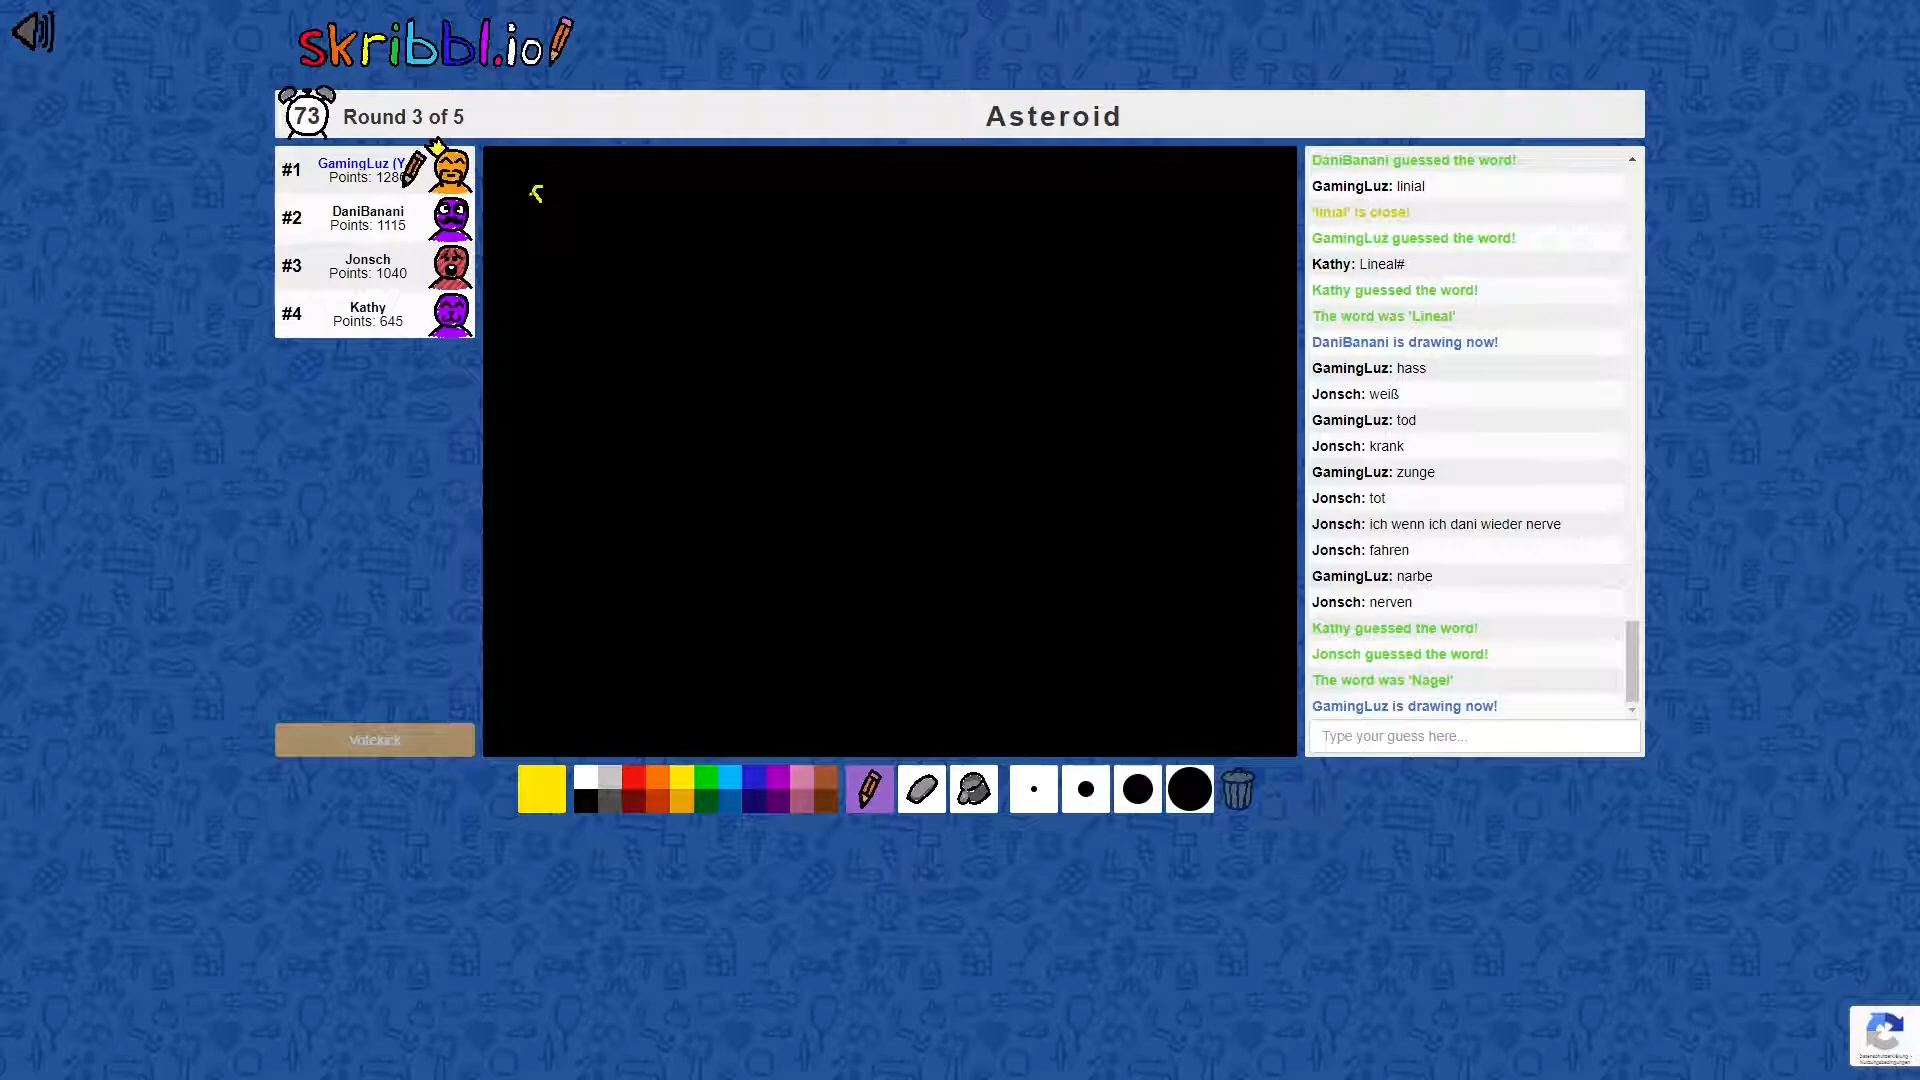 skribbl.io
73
Round 3 of 5
Asteroid
#1
GamingLuz (Y
Points: 128
#2
DaniBanani
Points: 1115
#3
Jonsch
Points: 1040
#4
Kathy
Points: 645
Votekick
DaniBanani guessed the word!
GamingLuz: linial
'linial' is close!
GamingLuz guessed the word!
Kathy: Lineal#
Kathy guessed the word!
The word was 'Lineal'
DaniBanani is drawing now!
GamingLuz: hass
Jonsch: weiß
GamingLuz: tod
Jonsch: krank
GamingLuz: zunge
Jonsch: tot
Jonsch: ich wenn ich dani wieder nerve
Jonsch: fahren
GamingLuz: narbe
Jonsch: nerven
Kathy guessed the word!
Jonsch guessed the word!
The word was 'Nagel'
GamingLuz is drawing now!
Type your guess here...